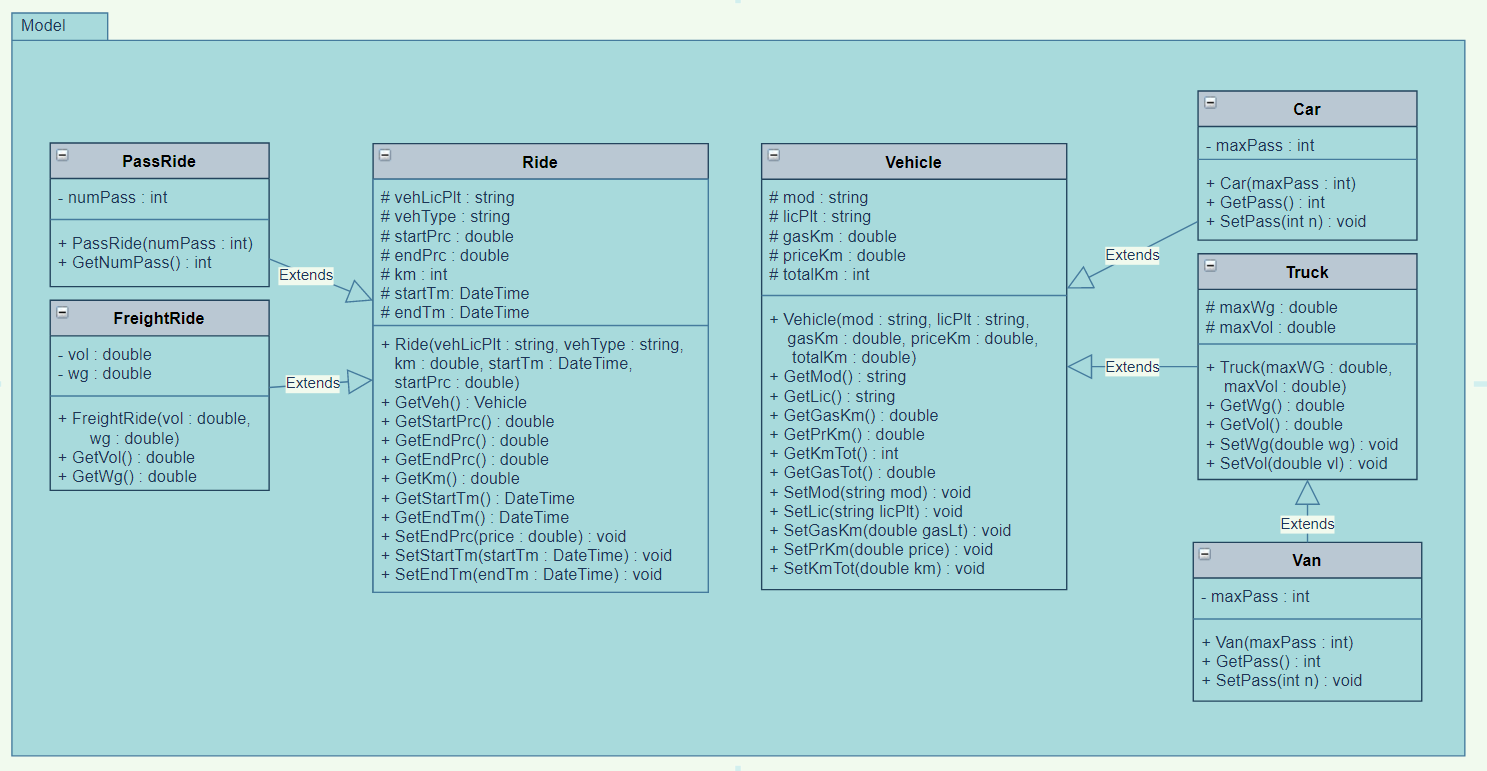 Model
PassRide
- numPass : int
+ PassRide(numPass : int)
+ GetNumPass() : int
Extends
FreightRide
- vol : double
- wg : double
+ FreightRide(vol : double,
wg : double)
+ GetVol() : double
+ GetWg() : double
Extends
Ride
# vehLicPlt : string
# vehType : string
# startPrc : double
# endPrc : double
# km : int
# startTm: DateTime
# endTm : DateTime
+ Ride(vehLicPlt : string, vehType : string,
km : double, startTm : DateTime,
startPrc : double)
+ GetVeh() : Vehicle
+ GetStartPrc() : double
+ GetEndPrc() : double
+ GetEndPrc() : double
+ GetKm() : double
+ GetStartTm() : DateTime
+ GetEndTm() : DateTime
+ SetEndPrc(price : double) : void
+ SetStartTm(startTm : DateTime) : void
+ SetEndTm(endTm : DateTime) : void
Vehicle
# mod : string
# licPlt : string
# gasKm : double
# priceKm : double
# totalKm : int
+ Vehicle(mod : string, licPlt : string,
gasKm : double, priceKm : double,
totalKm : double)
+ GetMod() : string
+ GetLic() : string
+ GetGasKm() : double
+ GetPrKm() : double
+ GetKmTot() : int
+ GetGasTot() : double
+ SetMod(string mod) : void
+ SetLic(string licPlt) : void
+ SetGasKm(double gasLt) : void
+ SetPrKm(double price) : void
+ SetKmTot(double km) : void
Extends
Extends
Car
- maxPass : int
+ Car(maxPass : int)
+ GetPass() : int
+ SetPass(int n) : void
Truck
# maxWg : double
# maxVol : double
+ Truck(maxWG : double,
maxVol : double)
+ GetWg() : double
+ GetVol() : double
+ SetWg(double wg) : void
+ SetVol(double vl) : void
Extends
Van
- maxPass : int
+ Van(maxPass : int)
+ GetPass() : int
+ SetPass(int n) : void